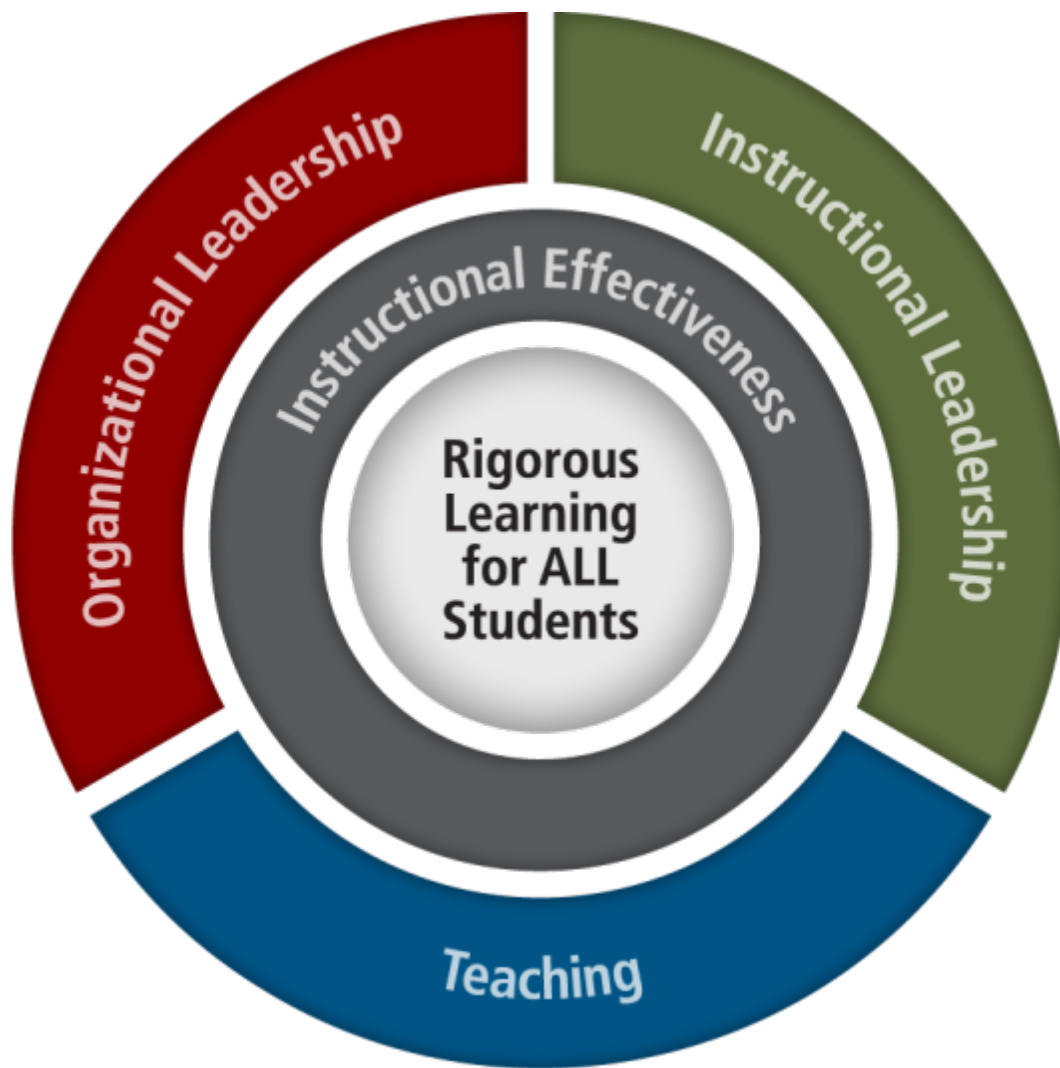 Organizational Leadership
Instructional Leadership
Instructional Effectiveness
Rigorous
Learning
for ALL
Students
Teaching